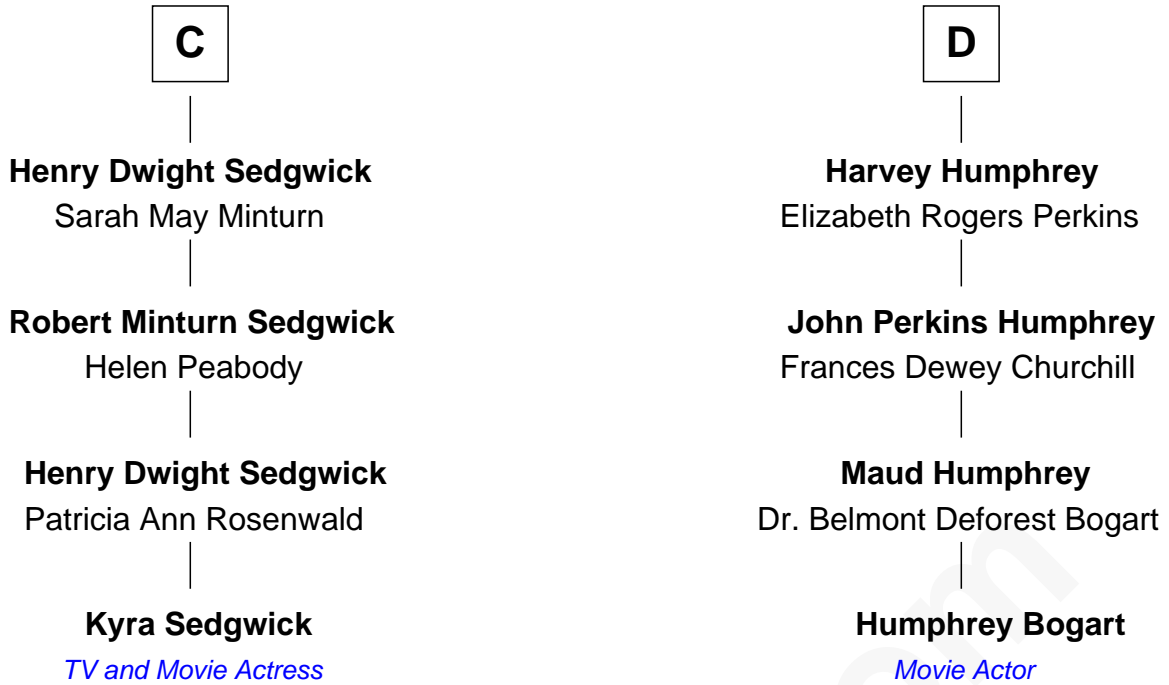 C
Henry Dwight Sedgwick
Sarah May Minturn
Robert Minturn Sedgwick
Helen Peabody
Henry Dwight Sedgwick
Patricia Ann Rosenwald
Kyra Sedgwick
TV and Movie Actress
D
Harvey Humphrey
Elizabeth Rogers Perkins
John Perkins Humphrey
Frances Dewey Churchill
Maud Humphrey
Dr. Belmont Deforest Bogart
Humphrey Bogart
Movie Actor